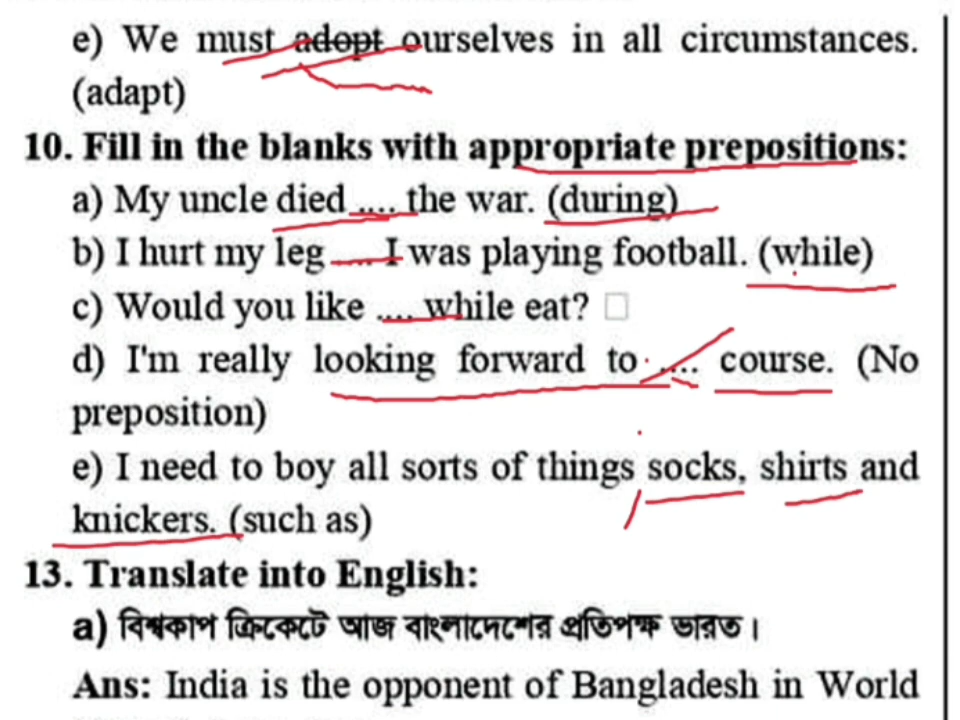 e) We must adopt ourselves in all circumstances.
(adapt)
10. Fill in the blanks with appropriate prepositions:
a) My uncle died .... the war. (during)
b) I hurt my leg .... I was playing football. (while)
c) Would you like .... while eat? □
d) I'm really looking forward to .... course. (No
preposition)
e) I need to boy all sorts of things socks, shirts and
knickers. (such as)
13. Translate into English:
a) বিশ্বকাপ ক্রিকেটে আজ বাংলাদেশের প্রতিপক্ষ ভারত।
Ans: India is the opponent of Bangladesh in World